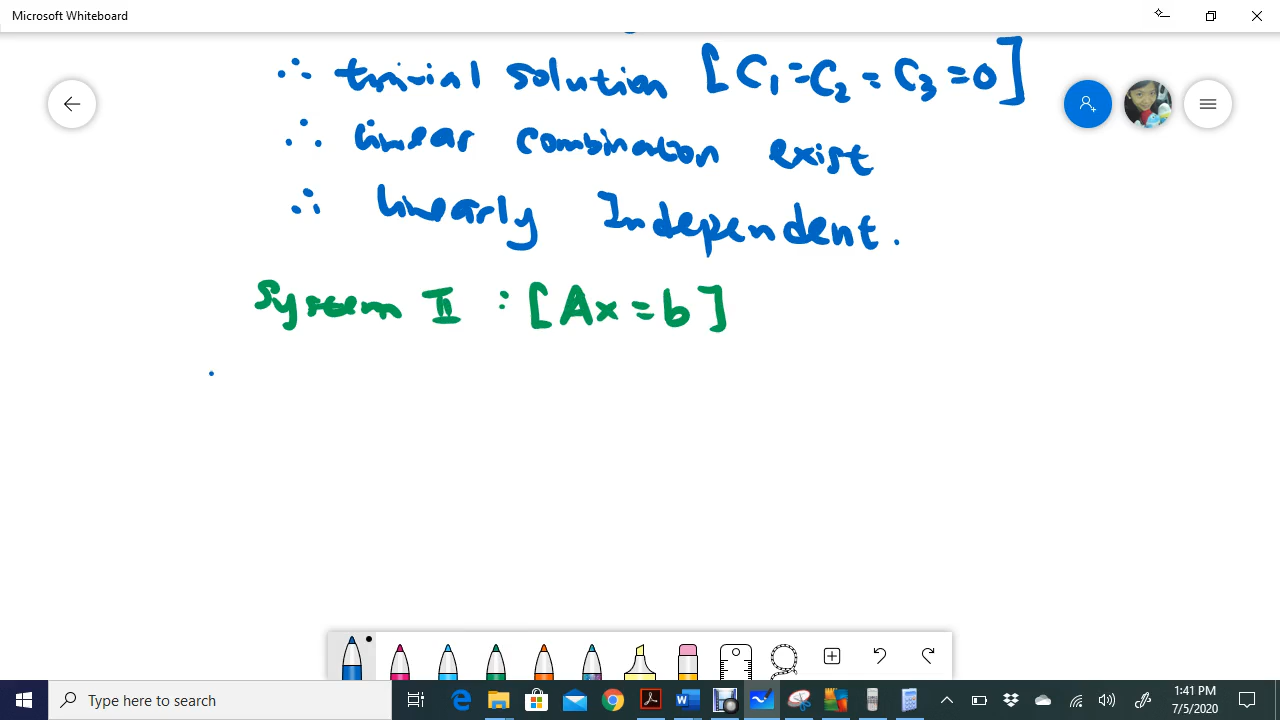 Microsoft Whiteboard
∴ trivial solution [C₁=C₂=C₃=0]
∴ linear combination exist
∴ linearly Independent.
System II : [Ax=b]
Type here to search
1:41 PM
7/5/2020